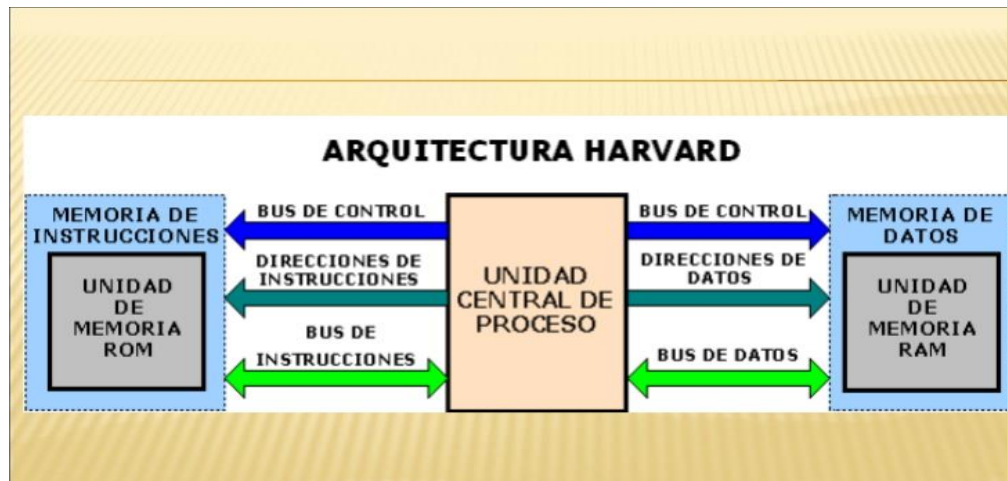 ARQUITECTURA HARVARD
MEMORIA DE
INSTRUCCIONES
UNIDAD
DE
MEMORIA
ROM
BUS DE CONTROL
DIRECCIONES DE
INSTRUCCIONES
BUS DE
INSTRUCCIONES
UNIDAD
CENTRAL DE
PROCESO
BUS DE CONTROL
DIRECCIONES DE
DATOS
BUS DE DATOS
MEMORIA DE
DATOS
UNIDAD
DE
MEMORIA
RAM